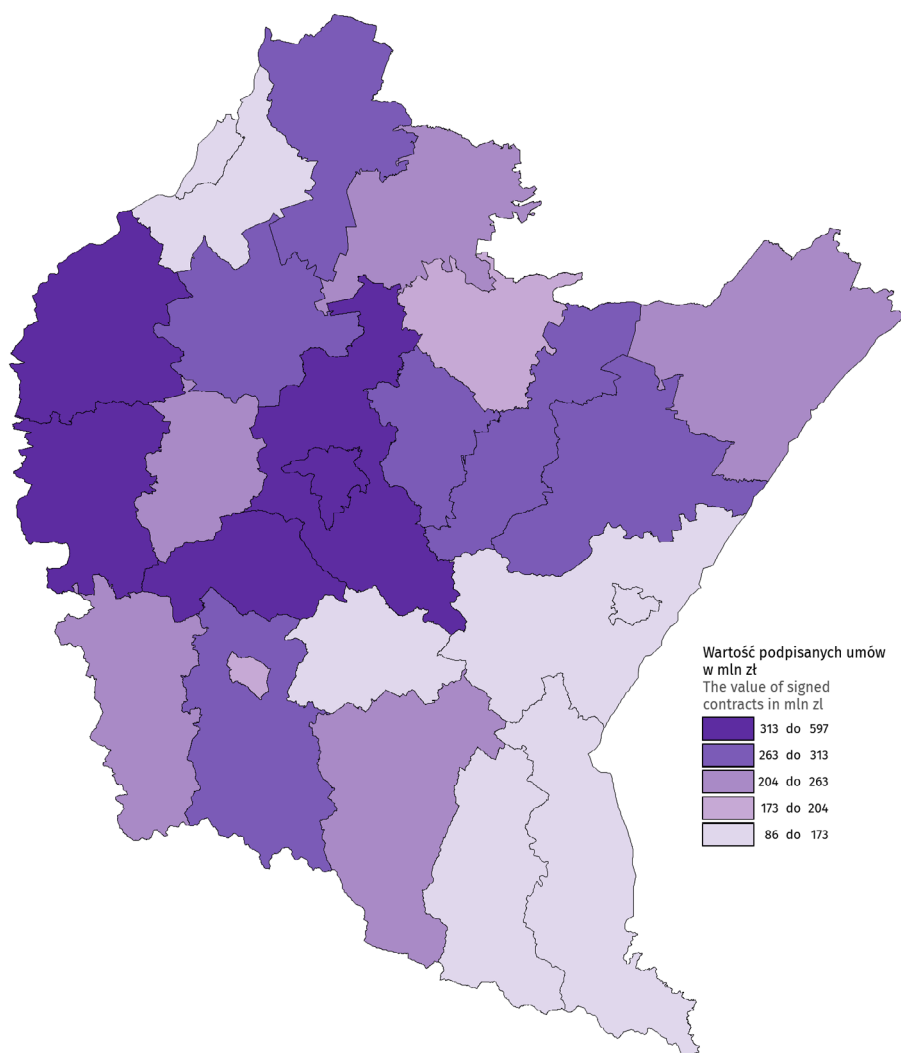 Wartość podpisanych umów
w mln zł
The value of signed
contracts in mln zl
313 do 597
263 do 313
204 do 263
173 do 204
86 do 173